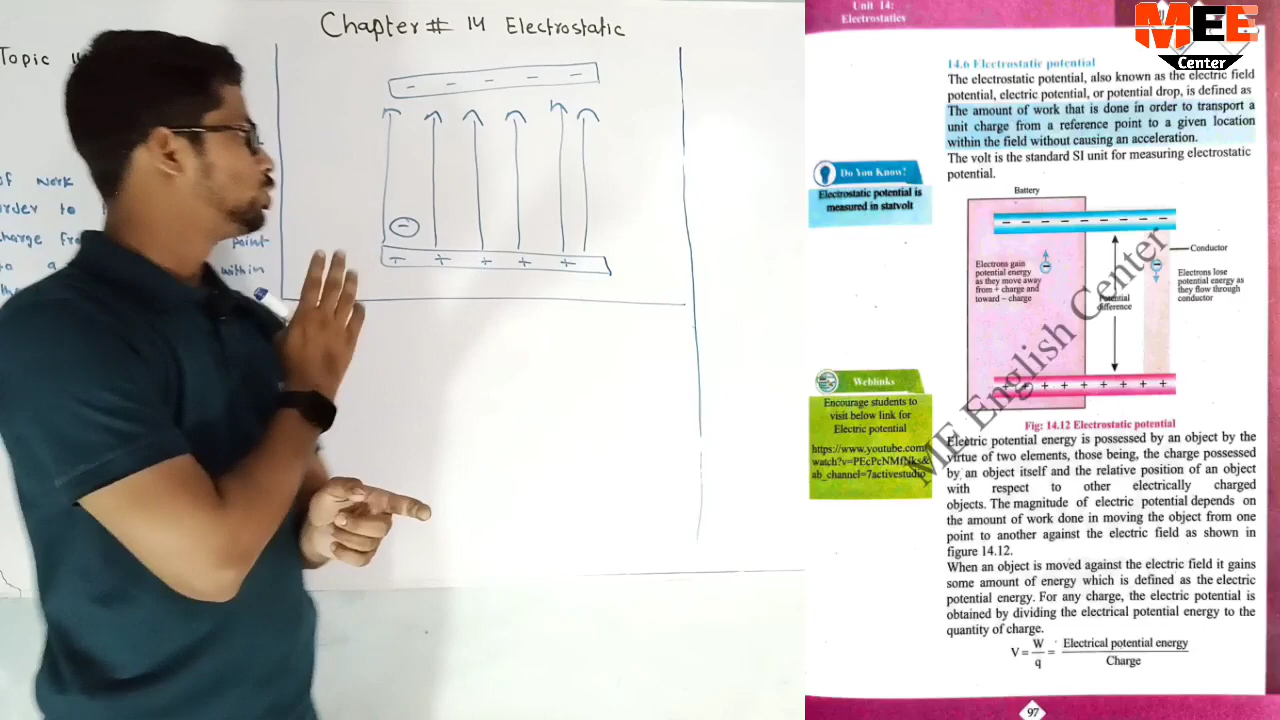 Chapter # 14 Electrostatic
Topic
of work
order to
charge
point
to a
within
- - - - -
-
+ + + + +
Unit 14:
Electrostatics
MEE
Center
14.6 Electrostatic potential
The electrostatic potential, also known as the electric field
potential, electric potential, or potential drop, is defined as
The amount of work that is done in order to transport a
unit charge from a reference point to a given location
within the field without causing an acceleration.
The volt is the standard SI unit for measuring electrostatic
potential.
Do You Know?
Electrostatic potential is
measured in statvolt
Battery
Conductor
Electrons gain
potential energy
as they move away
from + charge and
toward – charge
Potential
difference
Electrons lose
potential energy as
they flow through
conductor
Weblinks
Encourage students to
visit below link for
Electric potential
https://www.youtube.com/
watch?v=PEcPcNMfNks&
ab_channel=7activestudio
ME English Center
Fig: 14.12 Electrostatic potential
Electric potential energy is possessed by an object by the
virtue of two elements, those being, the charge possessed
by an object itself and the relative position of an object
with respect to other electrically charged
objects. The magnitude of electric potential depends on
the amount of work done in moving the object from one
point to another against the electric field as shown in
figure 14.12.
When an object is moved against the electric field it gains
some amount of energy which is defined as the electric
potential energy. For any charge, the electric potential is
obtained by dividing the electrical potential energy to the
quantity of charge.
V = W/q = Electrical potential energy/Charge
97